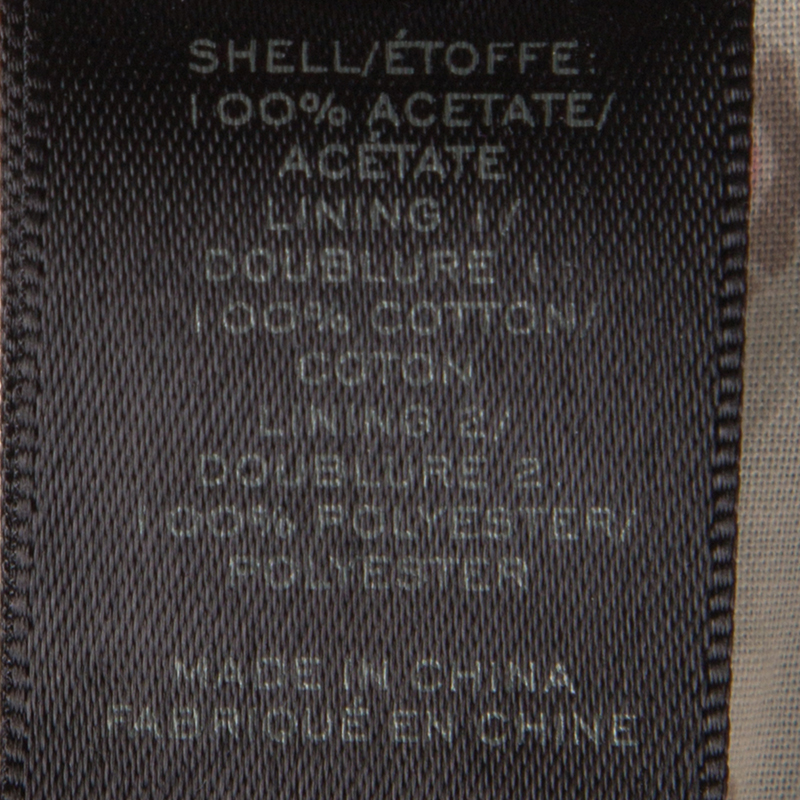 SHELL/ÉTOFFE:
100% ACETATE/
ACÉTATE
LINING 1/
DOUBLURE 1:
100% COTTON/
COTON
LINING 2/
DOUBLURE 2:
100% POLYESTER/
POLYESTER
MADE IN CHINA
FABRIQUÉ EN CHINE